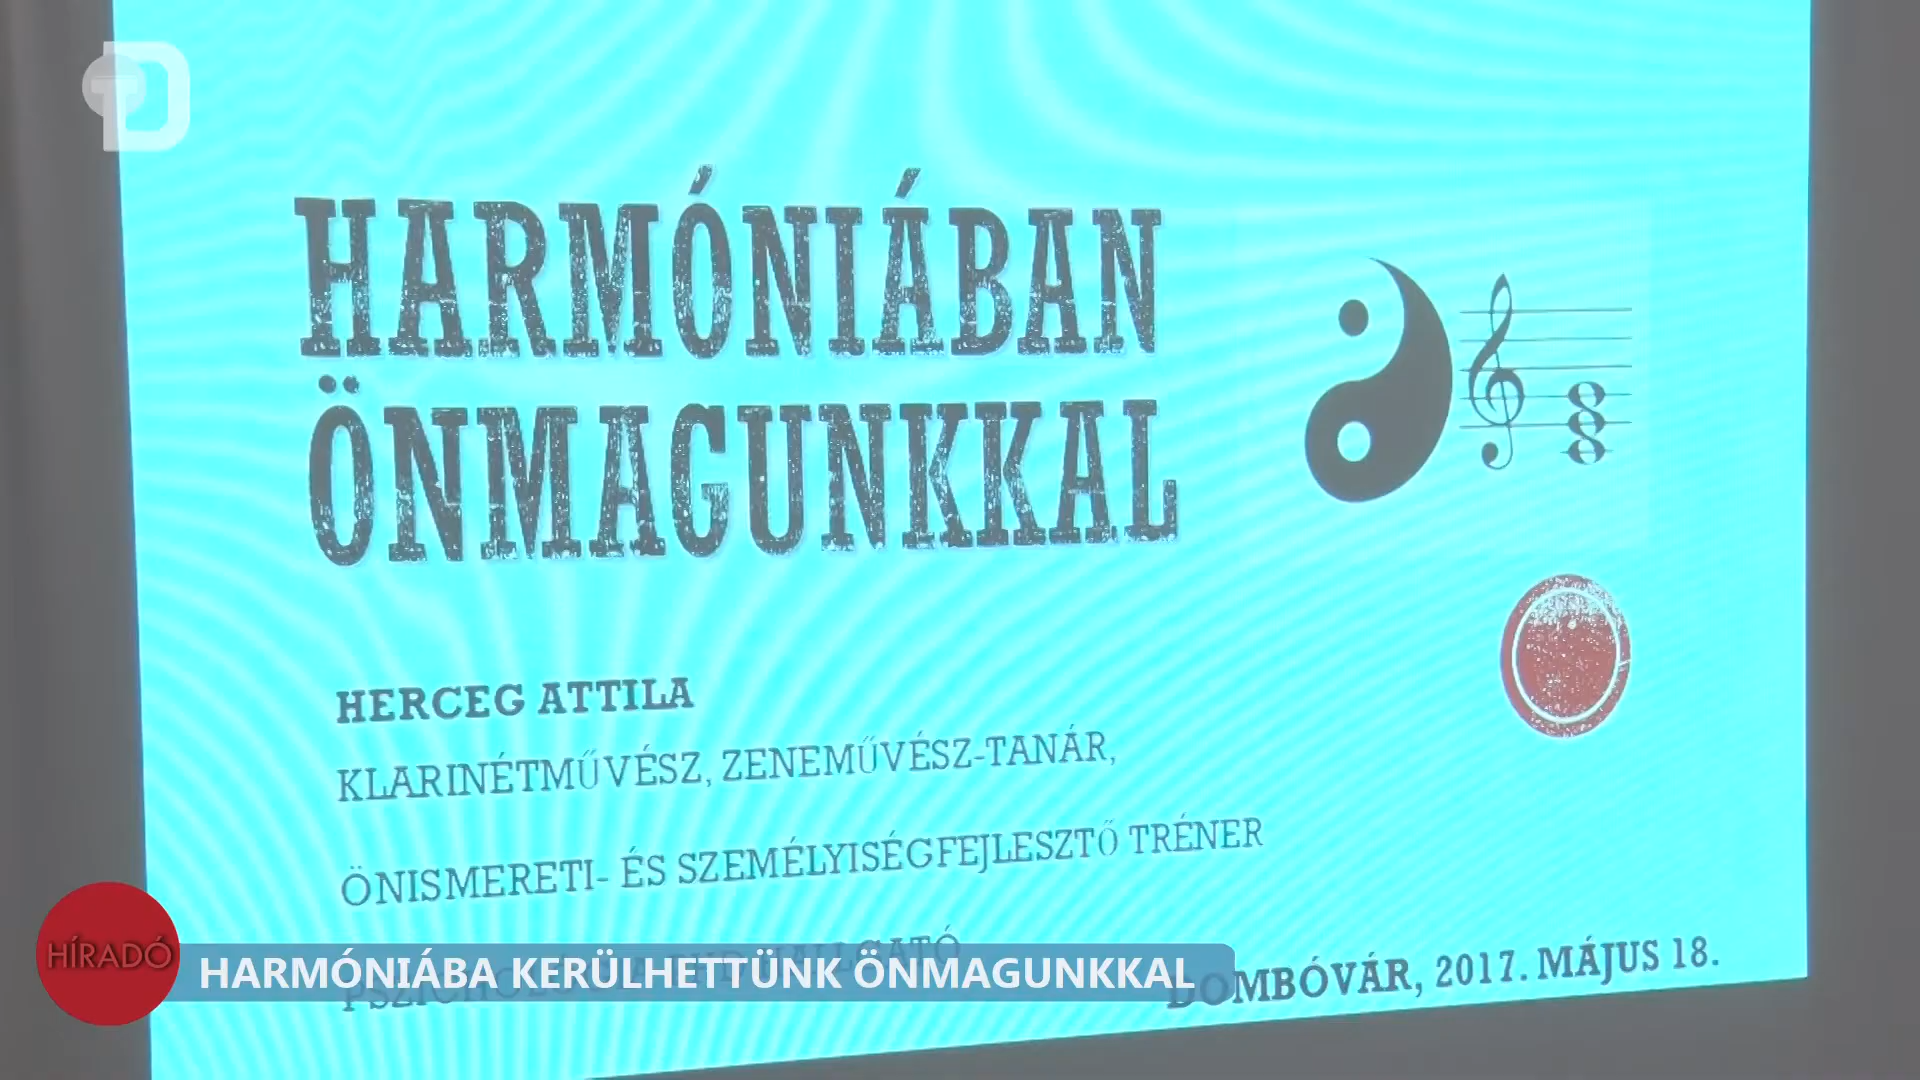 HARMÓNIÁBAN
ÖNMAGUNKKAL
HERCEG ATTILA
KLARINÉTMŰVÉSZ, ZENEMŰVÉSZ-TANÁR,
ÖNISMERETI- ÉS SZEMÉLYISÉGFEJLESZTŐ TRÉNER
DOMBÓVÁR, 2017. MÁJUS 18.
HÍRADÓ
HARMÓNIÁBA KERÜLHETTÜNK ÖNMAGUNKKAL